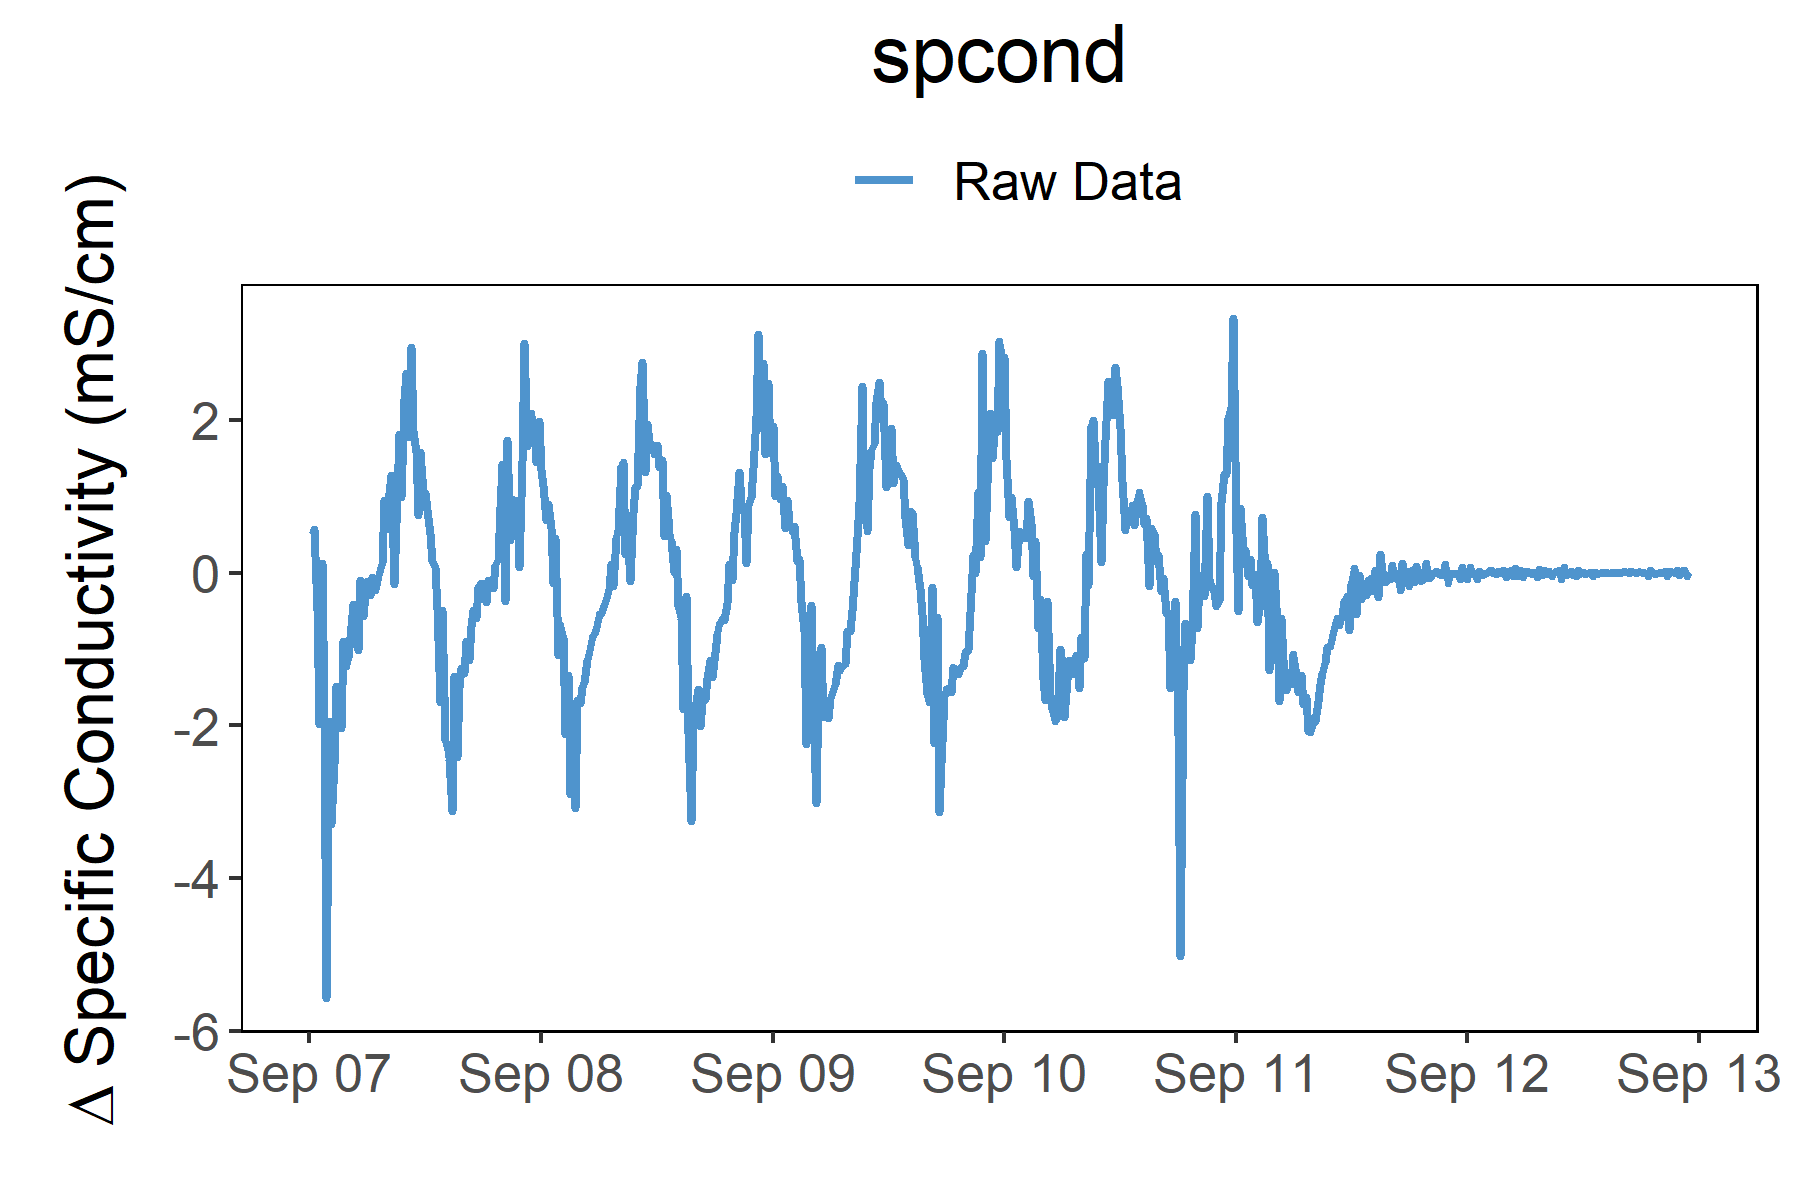 spcond
Raw Data
Δ Specific Conductivity (mS/cm)
2
0
-2
-4
-6
Sep 07 Sep 08 Sep 09 Sep 10 Sep 11 Sep 12 Sep 13